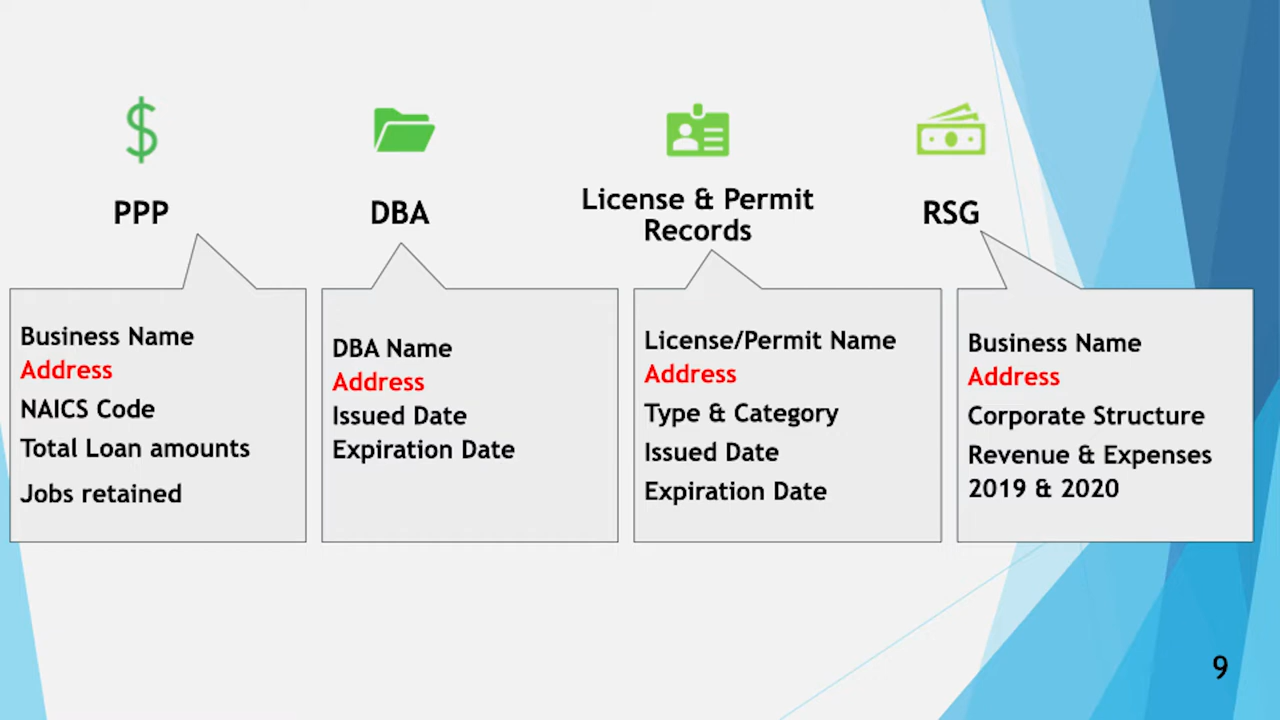 PPP
DBA
License & Permit
Records
RSG
Business Name
Address
NAICS Code
Total Loan amounts
Jobs retained
DBA Name
Address
Issued Date
Expiration Date
License/Permit Name
Address
Type & Category
Issued Date
Expiration Date
Business Name
Address
Corporate Structure
Revenue & Expenses
2019 & 2020
9